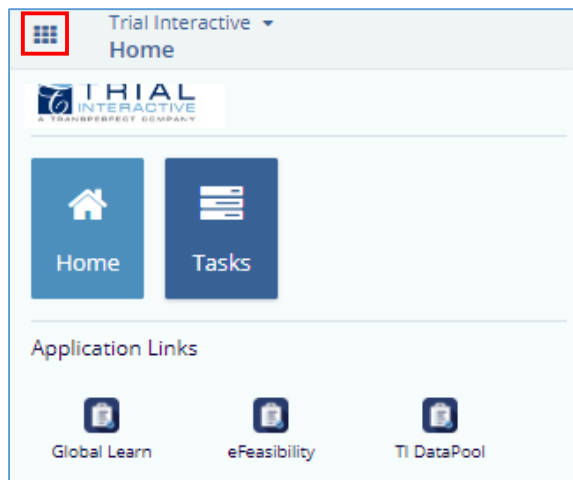 Trial Interactive
Home
TRIAL
INTERACTIVE
A TRANSPERFECT COMPANY
Home Tasks
Application Links
Global Learn eFeasibility TI DataPool